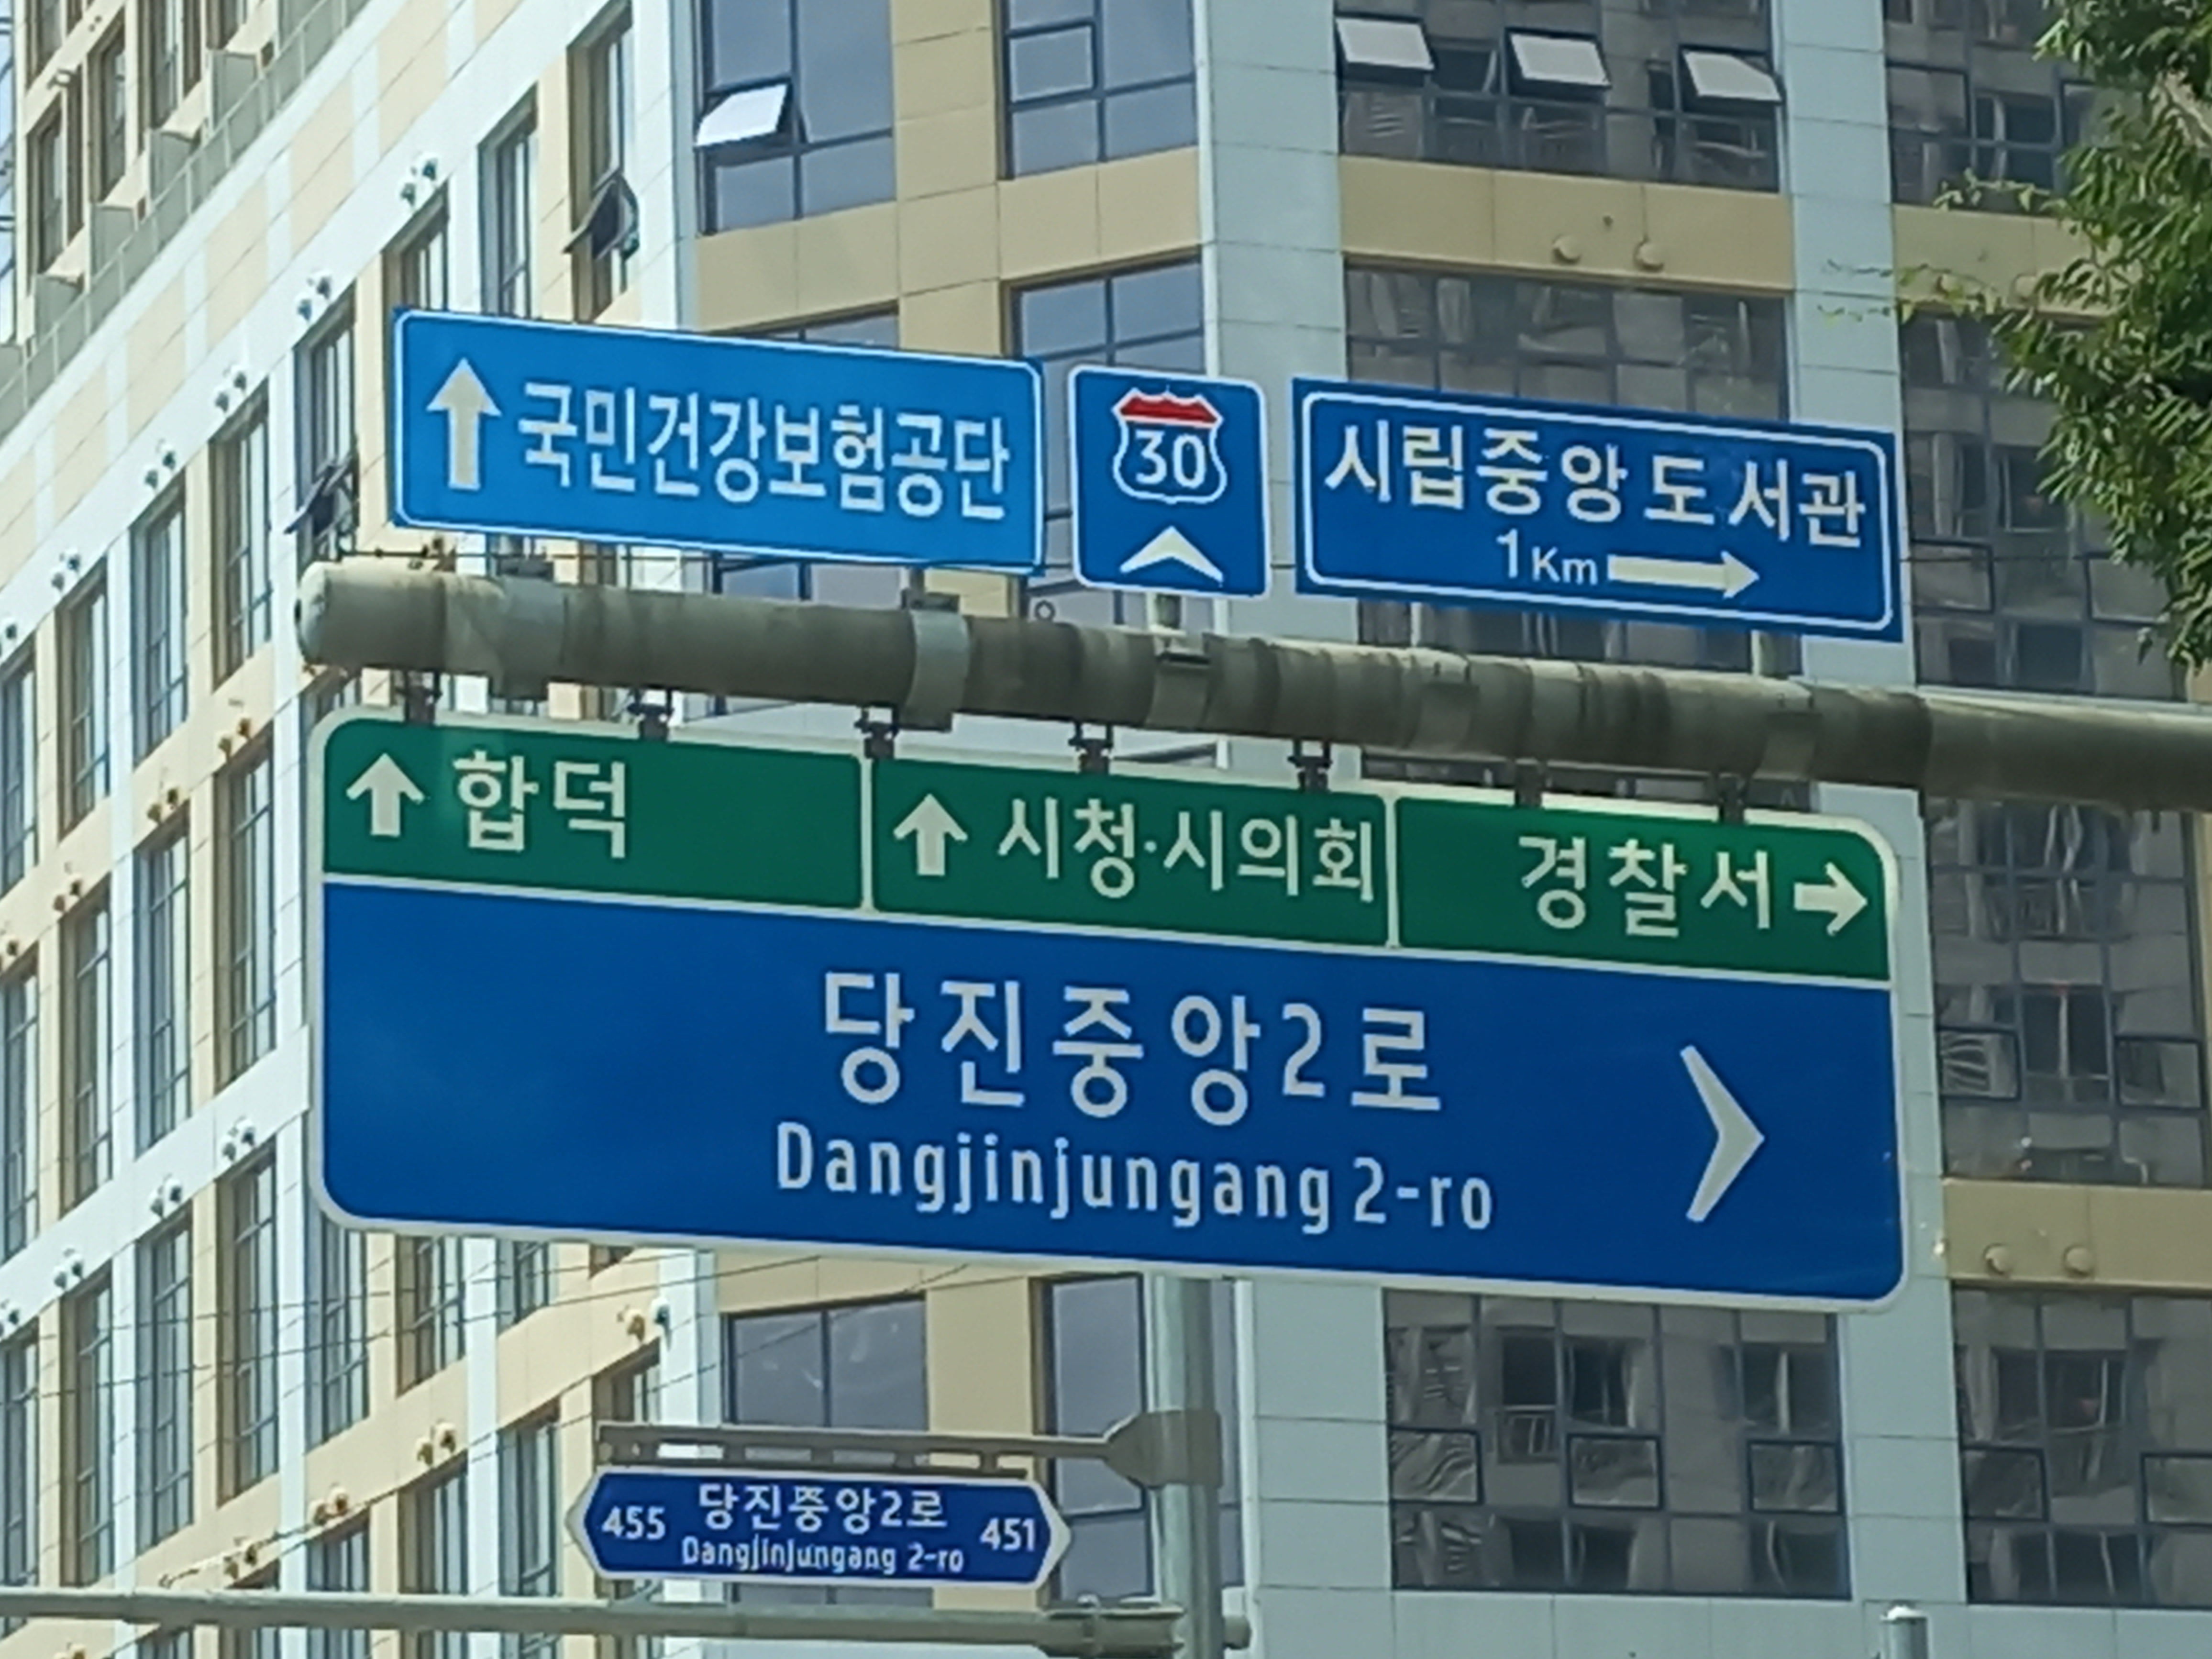 국민건강보험공단
30
시립중앙도서관
1Km
합덕
시청·시의회
경찰서
당진중앙2로
Dangjinjungang 2-ro
455 당진중앙2로 451
Dangjinjungang 2-ro